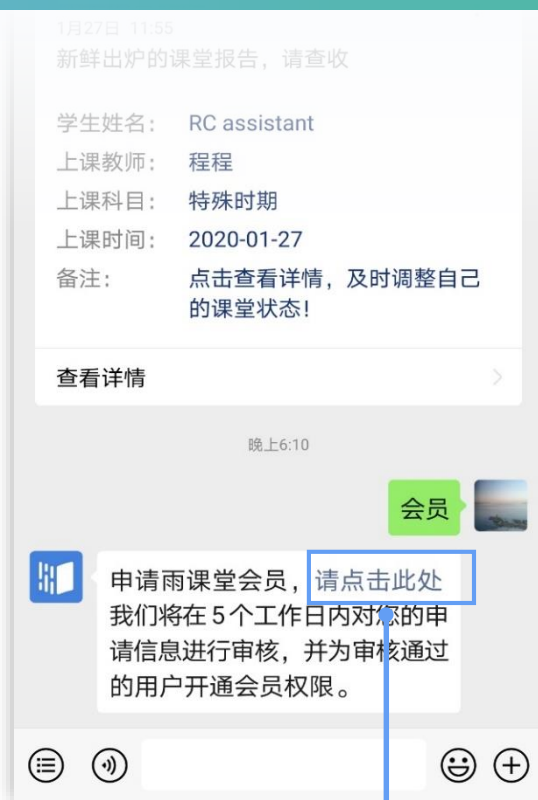 1月27日 11:55
新鲜出炉的课堂报告，请查收
学生姓名： RC assistant
上课教师： 程程
上课科目： 特殊时期
上课时间： 2020-01-27
备注： 点击查看详情，及时调整自己
的课堂状态！
查看详情
晚上6:10
会员
申请雨课堂会员，请点击此处
我们将在5个工作日内对您的申
请信息进行审核，并为审核通过
的用户开通会员权限。